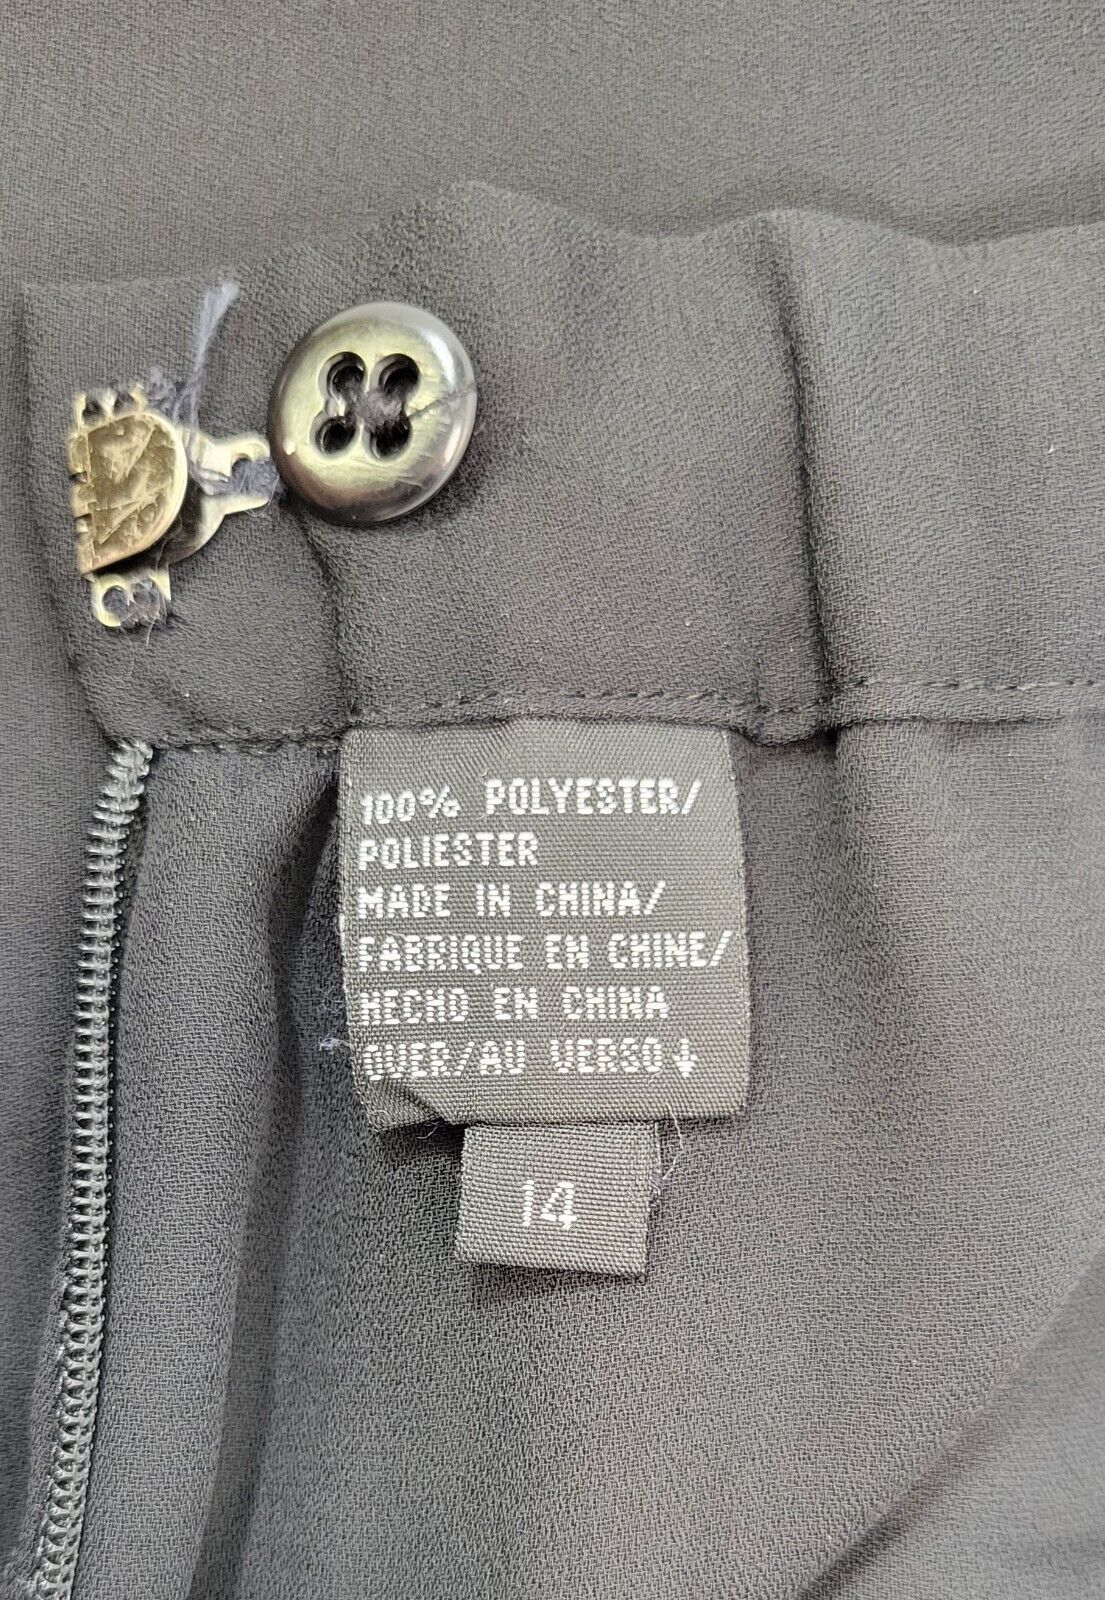 100% POLYESTER/
POLIESTER
MADE IN CHINA/
FABRIQUE EN CHINE/
HECHO EN CHINA
OVER/AU VERSO↓
14